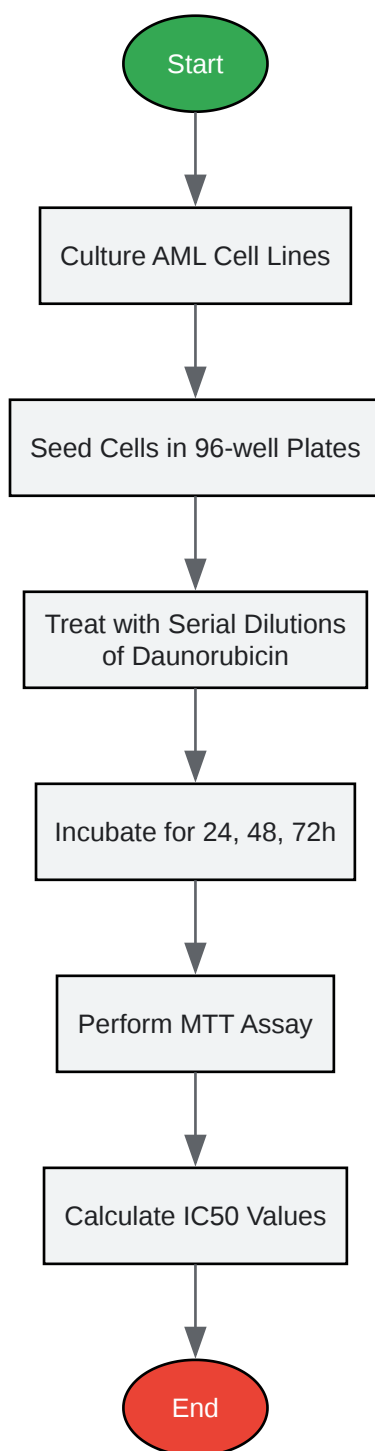 Start
Culture AML Cell Lines
Seed Cells in 96-well Plates
Treat with Serial Dilutions
of Daunorubicin
Incubate for 24, 48, 72h
Perform MTT Assay
Calculate IC50 Values
End